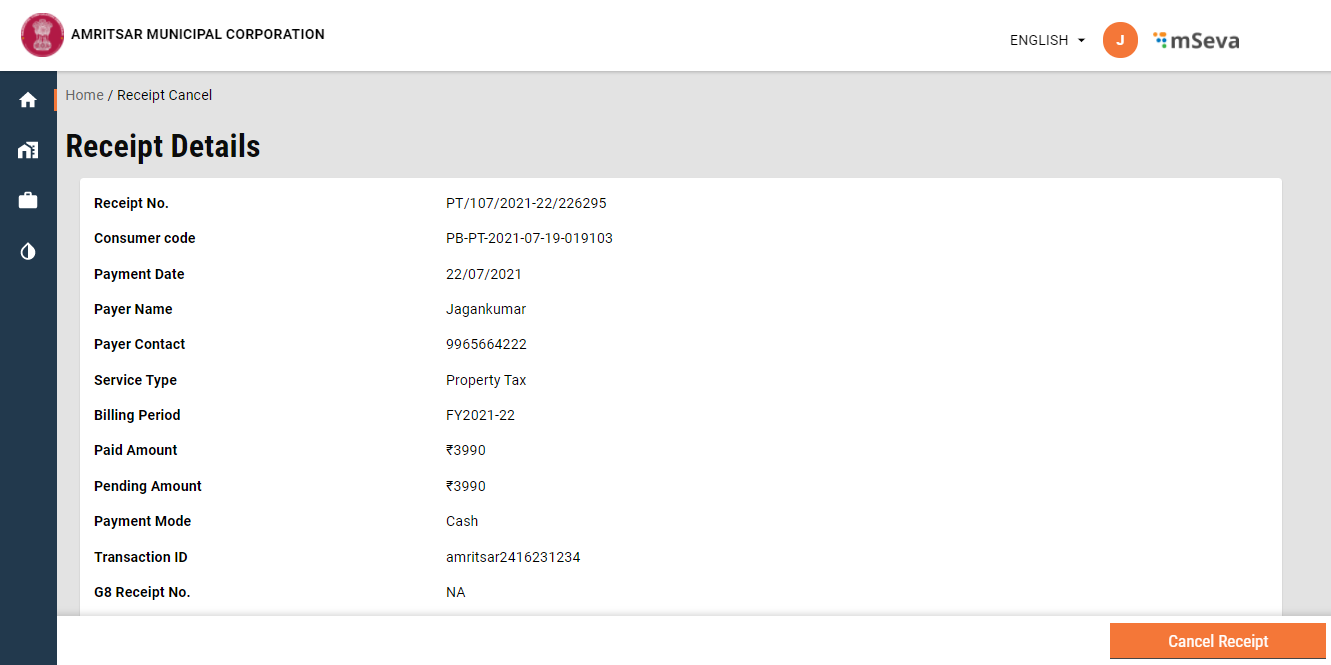 AMRITSAR MUNICIPAL CORPORATION
ENGLISH
J
mSeva
Home / Receipt Cancel
Receipt Details
Receipt No. PT/107/2021-22/226295
Consumer code PB-PT-2021-07-19-019103
Payment Date 22/07/2021
Payer Name Jagankumar
Payer Contact 9965664222
Service Type Property Tax
Billing Period FY2021-22
Paid Amount ₹3990
Pending Amount ₹3990
Payment Mode Cash
Transaction ID amritsar2416231234
G8 Receipt No. NA
Cancel Receipt